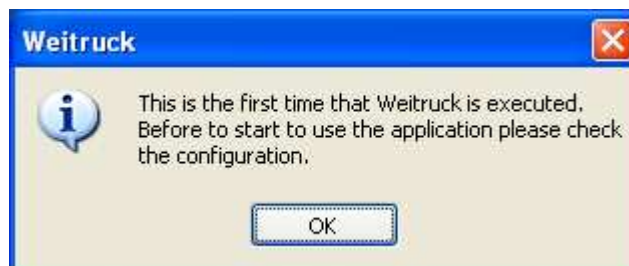 Weitruck
This is the first time that Weitruck is executed.
Before to start to use the application please check
the configuration.
OK